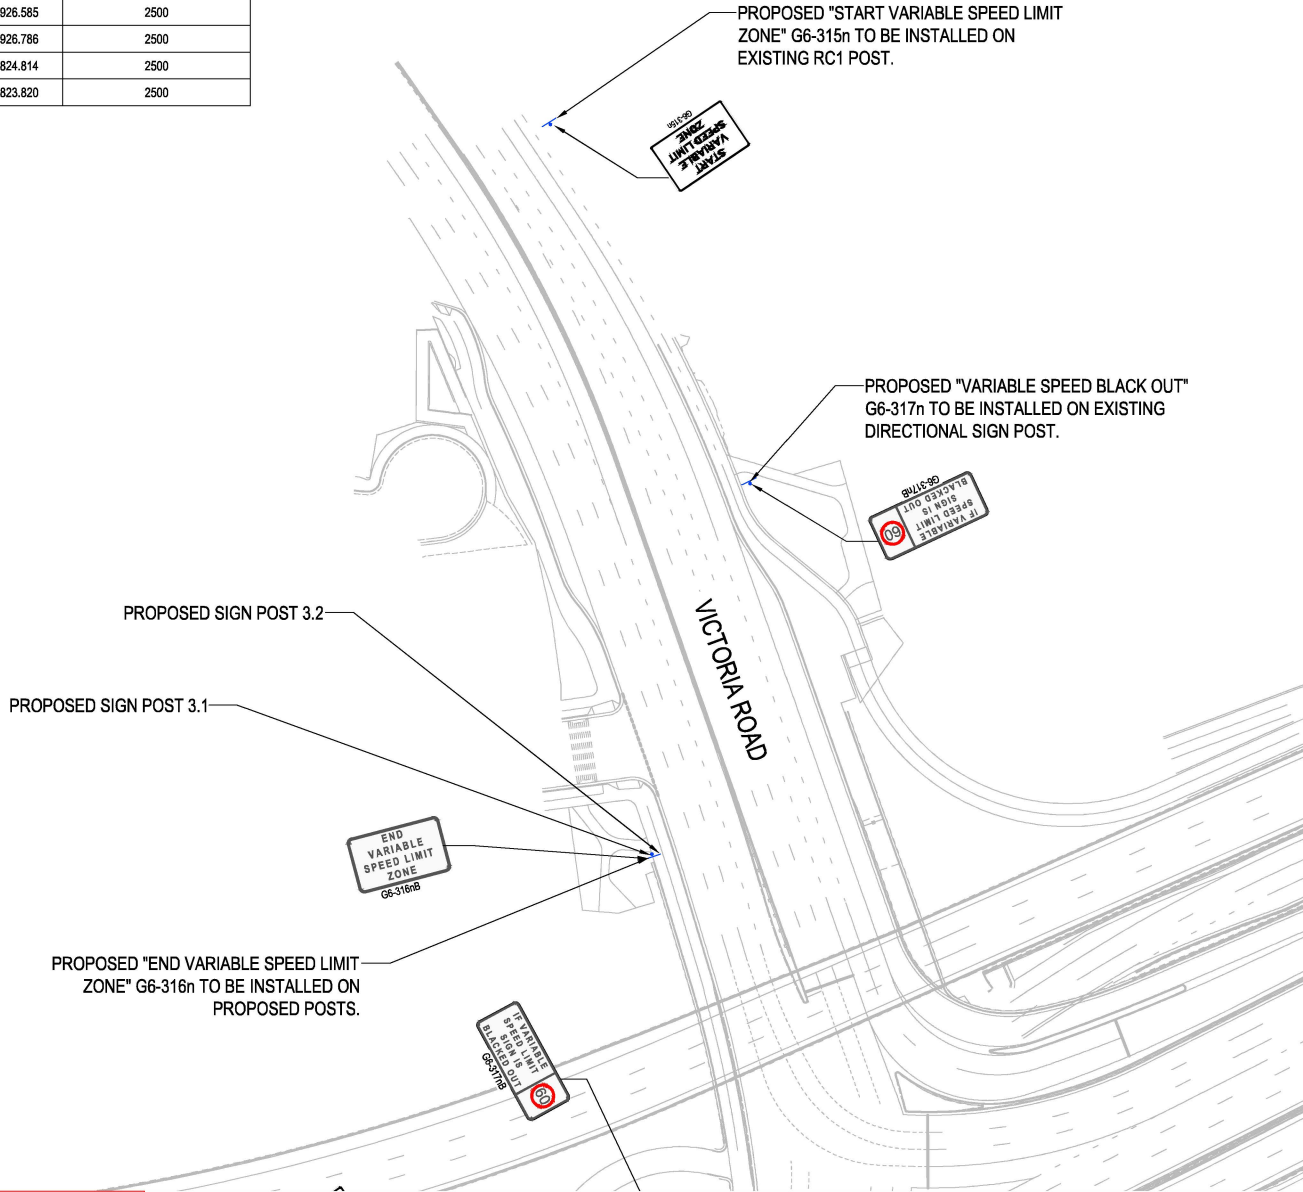 926.585 2500
926.786 2500
824.814 2500
823.820 2500
PROPOSED "START VARIABLE SPEED LIMIT
ZONE" G6-315n TO BE INSTALLED ON
EXISTING RC1 POST.
G6-315n
START
VARIABLE
SPEED LIMIT
ZONE
PROPOSED "VARIABLE SPEED BLACK OUT"
G6-317n TO BE INSTALLED ON EXISTING
DIRECTIONAL SIGN POST.
G6-317nB
IF VARIABLE
SPEED LIMIT
SIGN IS
BLACKED OUT
60
VICTORIA ROAD
PROPOSED SIGN POST 3.2
PROPOSED SIGN POST 3.1
END
VARIABLE
SPEED LIMIT
ZONE
G6-316nB
PROPOSED "END VARIABLE SPEED LIMIT
ZONE" G6-316n TO BE INSTALLED ON
PROPOSED POSTS.
IF VARIABLE
SPEED LIMIT
SIGN IS
BLACKED OUT
60
G6-317nB